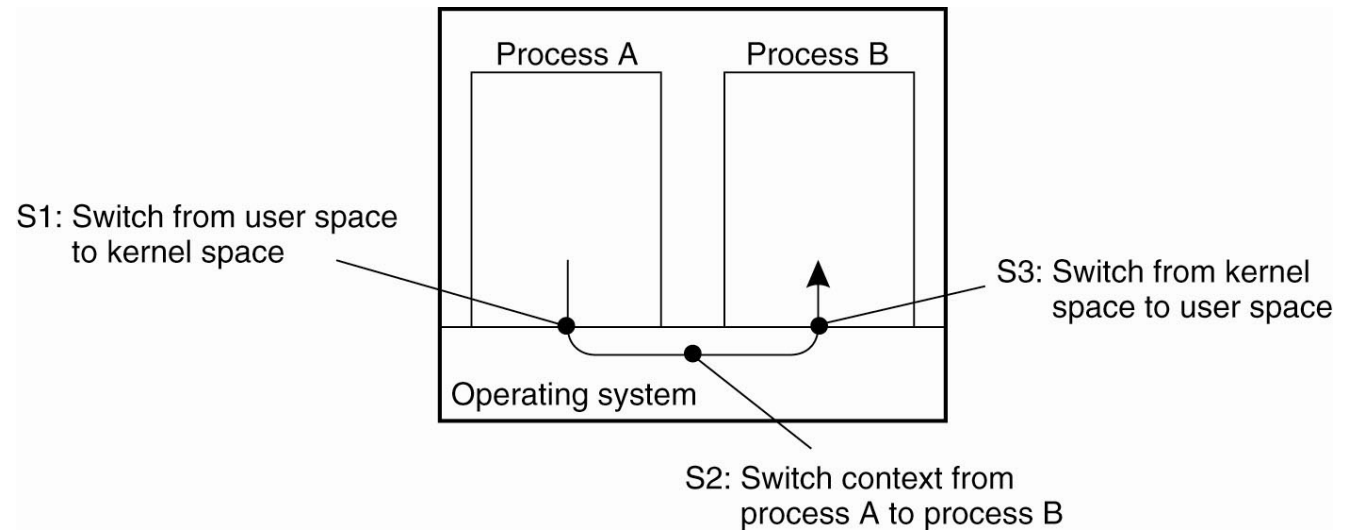 Process A
Process B
S1: Switch from user space
to kernel space
S3: Switch from kernel
space to user space
Operating system
S2: Switch context from
process A to process B